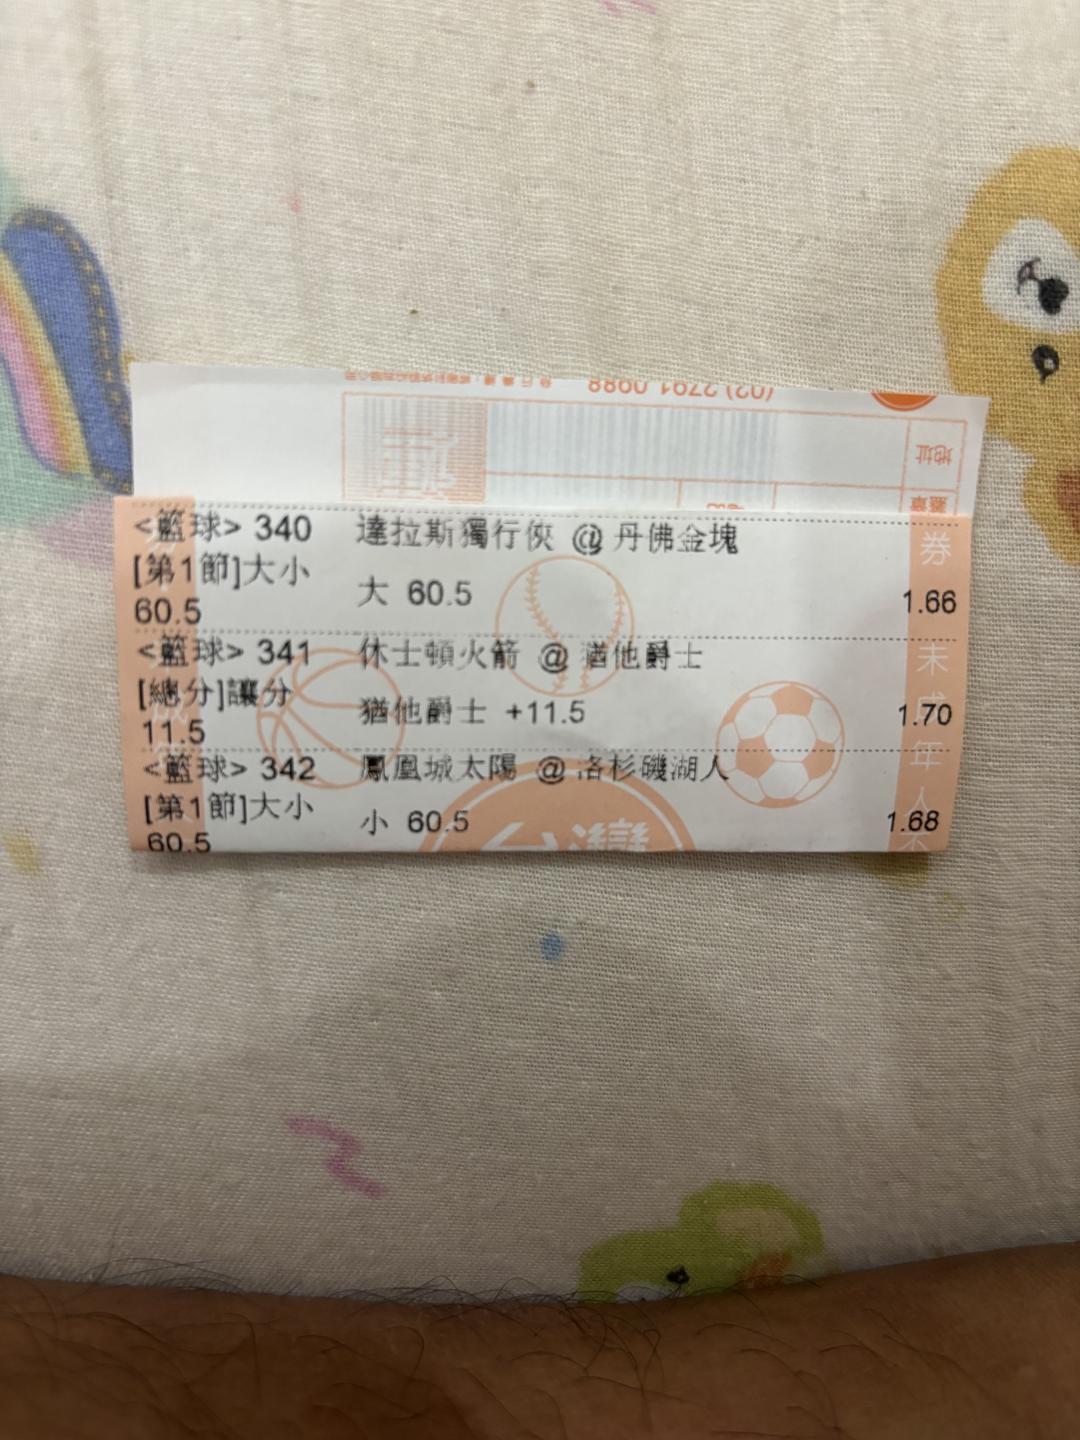 (02) 2791 0988
地址
<籃球> 340 達拉斯獨行俠 @ 丹佛金塊
[第1節]大小 大 60.5 1.66
60.5
<籃球> 341 休士頓火箭 @ 猶他爵士
[總分]讓分 猶他爵士 +11.5 1.70
11.5
<籃球> 342 鳳凰城太陽 @ 洛杉磯湖人
[第1節]大小 小 60.5 1.68
60.5
券
未成年人
台灣